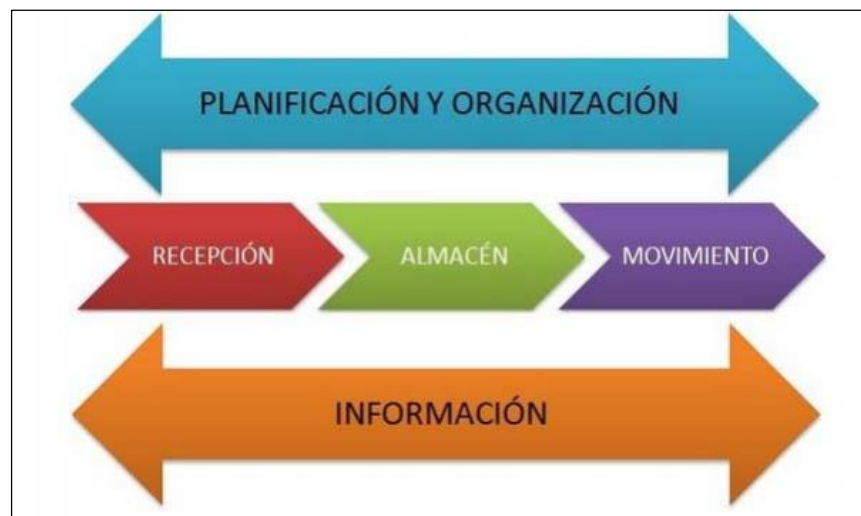 PLANIFICACIÓN Y ORGANIZACIÓN
RECEPCIÓN
ALMACÉN
MOVIMIENTO
INFORMACIÓN